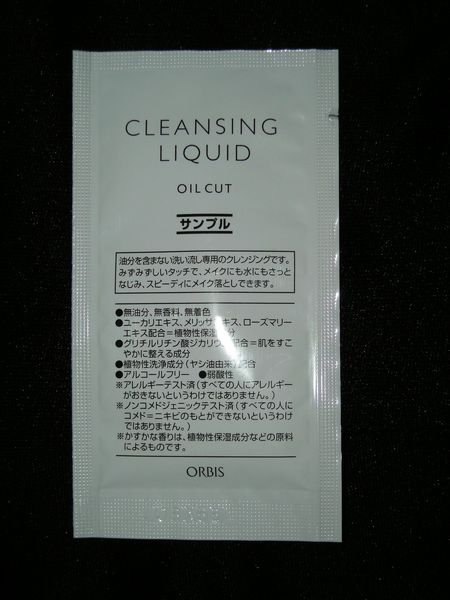 CLEANSING
LIQUID
OIL CUT
サンプル
油分を含まない洗い流し専用のクレンジングです。
みずみずしいタッチで、メイクにも水にもさっと
なじみ、スピーディにメイク落としできます。
●無油分、無香料、無着色
●ユーカリエキス、メリッサエキス、ローズマリー
エキス配合＝植物性保湿成分
●グリチルリチン酸ジカリウム配合＝肌をすこ
やかに整える成分
●植物性洗浄成分（ヤシ油由来）配合
●アルコールフリー ●弱酸性
※アレルギーテスト済（すべての人にアレルギー
がおきないというわけではありません。）
※ノンコメドジェニックテスト済（すべての人に
コメド＝ニキビのもとができないというわけ
ではありません。）
※かすかな香りは、植物性保湿成分などの原料
によるものです。
ORBIS